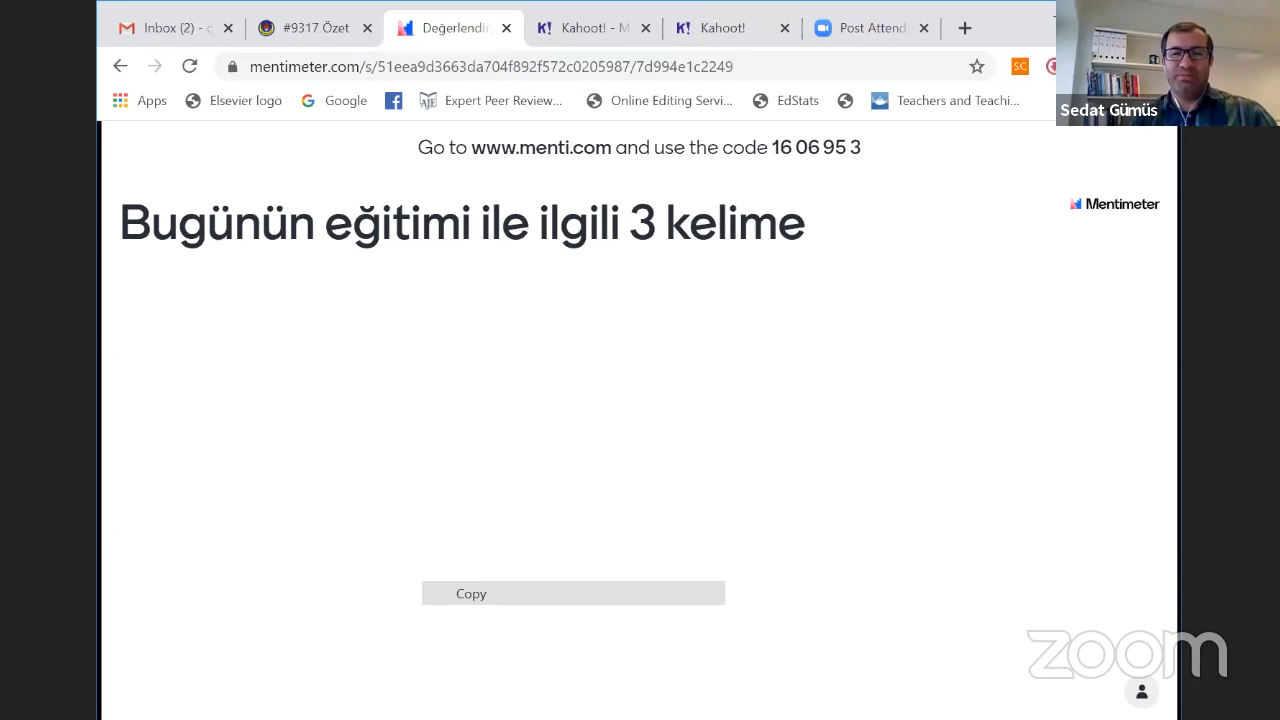 Inbox (2) - g
#9317 Özet
Değerlendir
Kahoot! - M
Kahoot!
Post Attend
mentimeter.com/s/51eea9d3663da704f892f572c0205987/7d994e1c2249
SC
Apps
Elsevier logo
Google
Expert Peer Review...
Online Editing Servi...
EdStats
Teachers and Teachi...
Sedat Gümüs
Go to www.menti.com and use the code 16 06 95 3
Mentimeter
Bugünün eğitimi ile ilgili 3 kelime
Copy
zoom